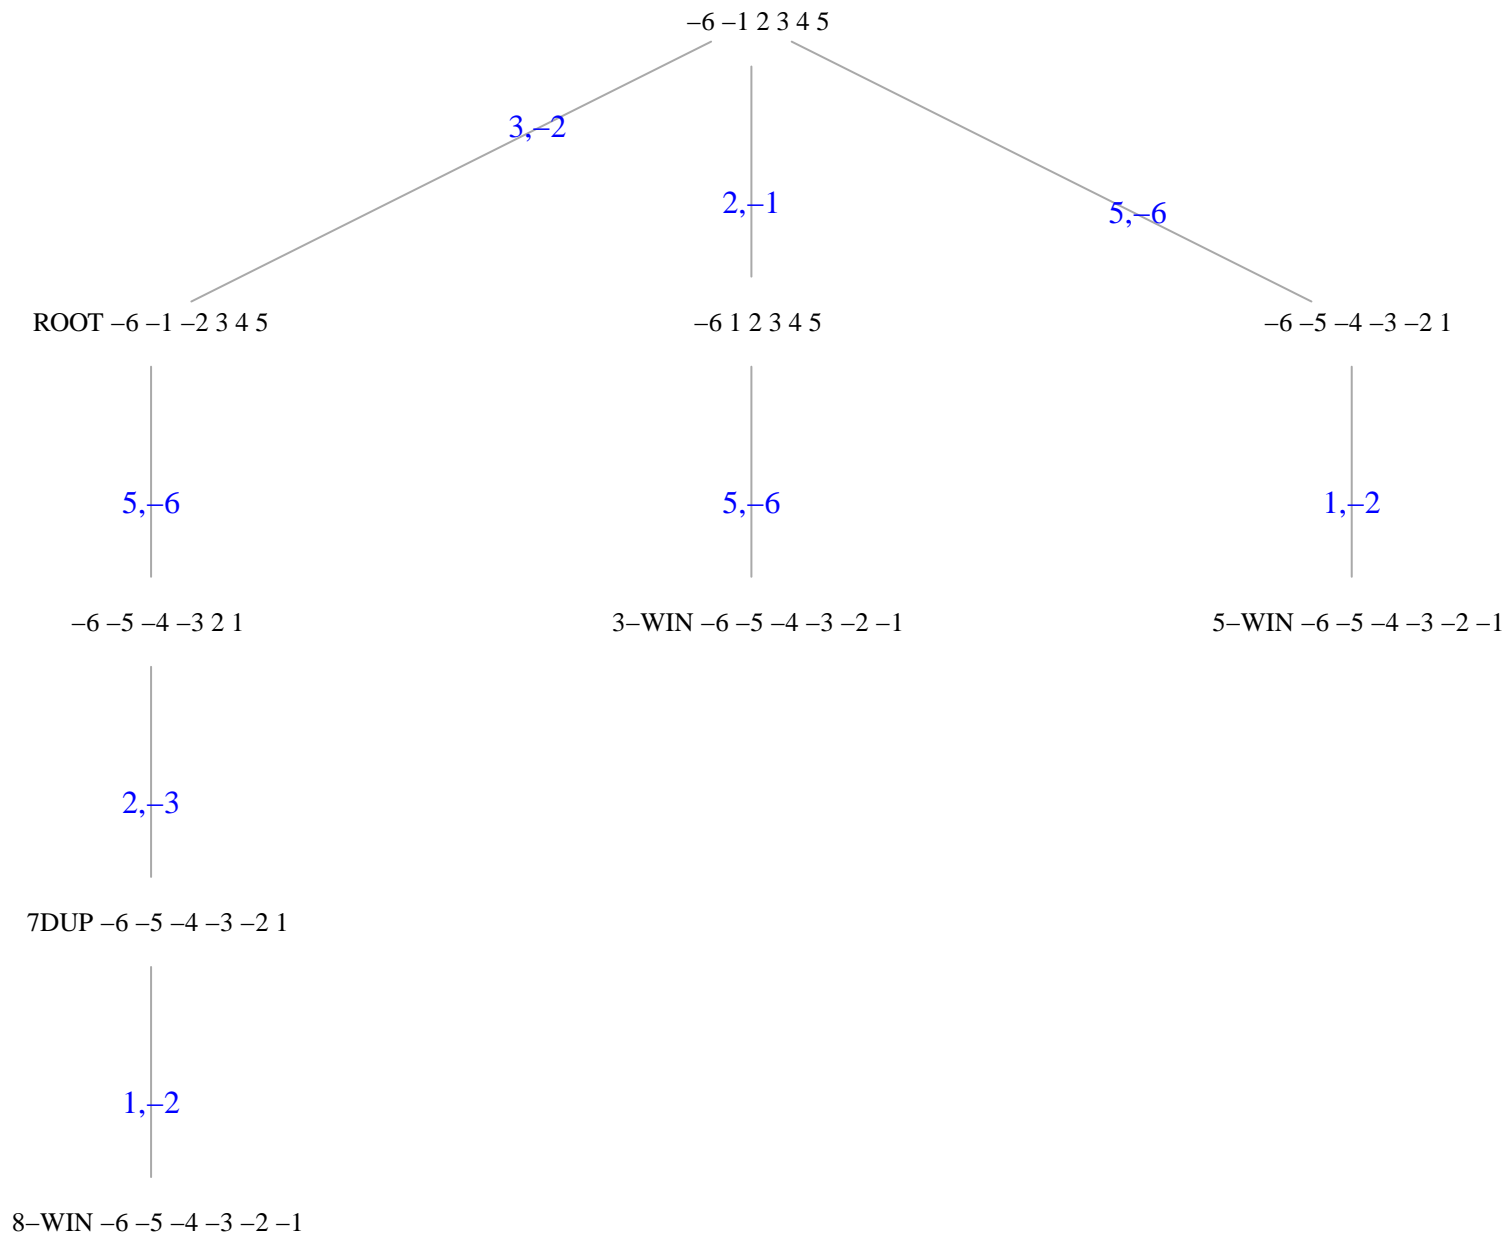 –6 –1 2 3 4 5
3,–2
2,–1
5,–6
ROOT –6 –1 –2 3 4 5
–6 1 2 3 4 5
–6 –5 –4 –3 –2 1
5,–6
5,–6
1,–2
–6 –5 –4 –3 2 1
3–WIN –6 –5 –4 –3 –2 –1
5–WIN –6 –5 –4 –3 –2 –1
2,–3
7DUP –6 –5 –4 –3 –2 1
1,–2
8–WIN –6 –5 –4 –3 –2 –1